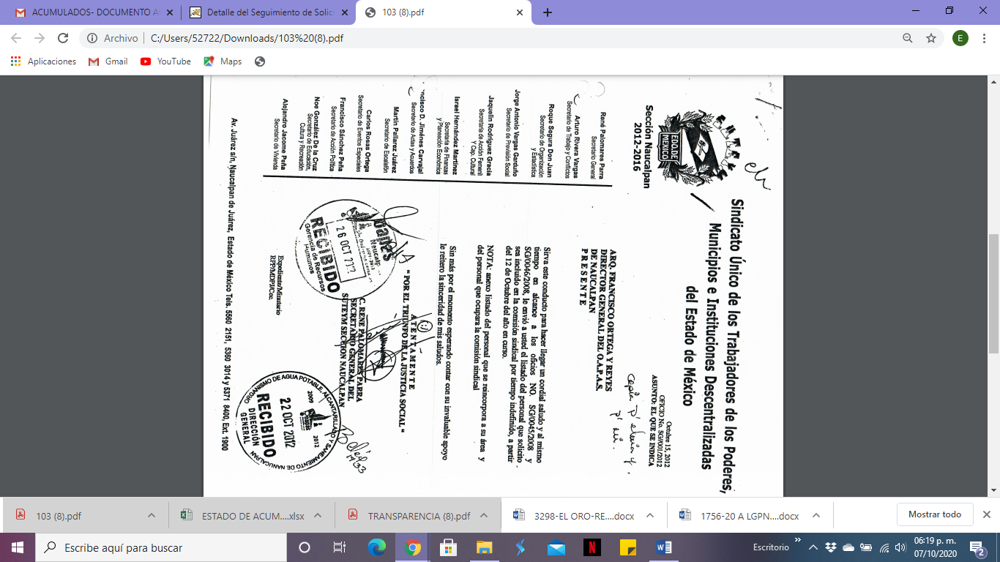 ACUMULADOS- DOCUMENTO A
Detalle del Seguimiento de Solici
103 (8).pdf
Archivo
C:/Users/52722/Downloads/103%20(8).pdf
Aplicaciones
Gmail
YouTube
Maps
E
EDO.DE MÉXICO
Sección Naucalpan
2012-2016
Sindicato Único de los Trabajadores de los Poderes,
Municipios e Instituciones Descentralizadas
del Estado de México
Octubre 15, 2012
OFICIO No. SG//001/2012
ASUNTO: EL QUE SE INDICA
copia p'
p'
René Palomares Parra
Secretario General
Arturo Rivera Vargas
Secretario de Trabajo y Conflictos
Roque Segura Don Juan
Secretario de Organización
y Estadística
Jorge Antonio Vargas Garduño
Secretario de Previsión Social
Jaquelin Rodríguez Gracia
Secretaria de Acción Femenil
Y Cap. Cultural
Israel Hernández Martínez
Secretaria de Finanzas
y Planeación Económica
ncisco D. Jiménes Carvajal
Secretario de Actas y Acuerdos
Martín Pallarez Juárez
Secretario de Escalafón
Carlos Rosas Ortega
Secretario de Eventos Especiales
Francisco Sánchez Peña
Secretario de Acción Política
Noe González De la Cruz
Secretario de Educación,
Cultura y Recreación
Alejandro Jacome Peña
Secretario de Vivienda
ARQ. FRANCISCO ORTEGA Y REYES
DIRECTOR GENERAL DEL O.A.P.A.S.
DE NAUCALPAN
P R E S E N T E
Sirva este conducto para hacer llegar un cordial saludo y al mismo
tiempo en alcance a los oficios NO. SG/0045/2008 y
SG/0046/2008, le envió a usted el listado del personal que solicito
sea incluido en la comisión sindical por tiempo indefinido, a partir
del 12 de Octubre del año en curso.
NOTA: anexo listado del personal que se reincorpora a su área y
del personal que ocupara la comisión sindical
Sin más por el momento esperando contar con su invaluable apoyo
le reitero la sinceridad de mis saludos.
A T E N T A M E N T E
“ POR EL TRIUNFO DE LA JUSTICIA SOCIAL “
C. RENE PALOMARES PARRA
SECRETARIO GENERAL DEL
SUTEYM SECCION NAUCALPAN
Naucalp
26 OCT
RECIBIDO
Gerencia de Recursos
Humanos
ORGANISMO DE AGUA POTABLE, ALCANTARILLADO Y SANEAMIENTO DE NAUCALPAN
2009 2012
22 OCT 2012
RECIBIDO
DIRECCIÓN
GENERAL
Expediente/Minutario
RPP/MDPJ/Coc.
Av. Juárez s/n, Naucalpan de Juárez, Estado de México Tels. 5560 2151, 5360 3014 y 5371 8400, Ext. 1900
103 (8).pdf
ESTADO DE ACUM....xlsx
TRANSPARENCIA (8).pdf
3298-EL ORO-RE....docx
1756-20 A LGPN....docx
Mostrar todo
Escribe aquí para buscar
Escritorio
06:19 p. m.
07/10/2020
2